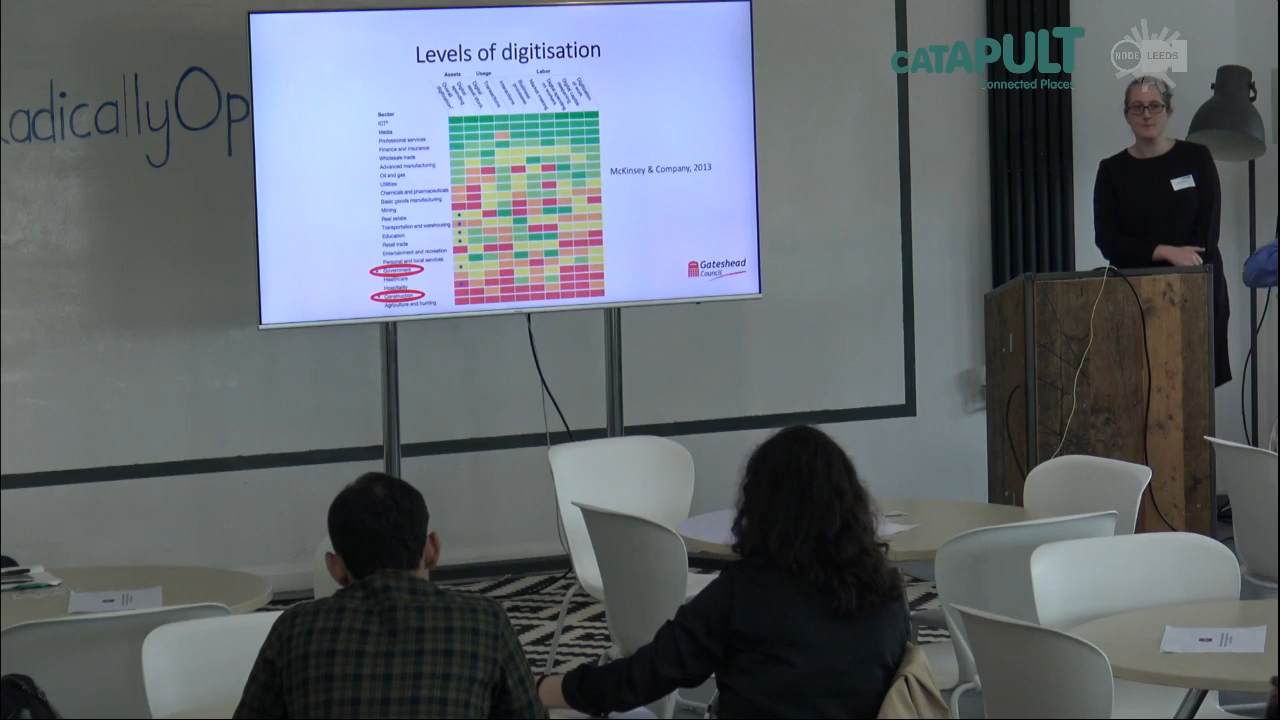 RadicallyOp
Levels of digitisation
Assets
Usage
Labor
Sector
ICT
Media
Professional services
Finance and insurance
Wholesale trade
Advanced manufacturing
Oil and gas
Utilities
Chemicals and pharmaceuticals
Basic goods manufacturing
Mining
Real estate
Transportation and warehousing
Education
Retail trade
Entertainment and recreation
Personal and local services
Government
Healthcare
Hospitality
Construction
Agriculture and hunting
McKinsey & Company, 2013
Gateshead
Council
CATAPULT
Connected Places
NODE
LEEDS